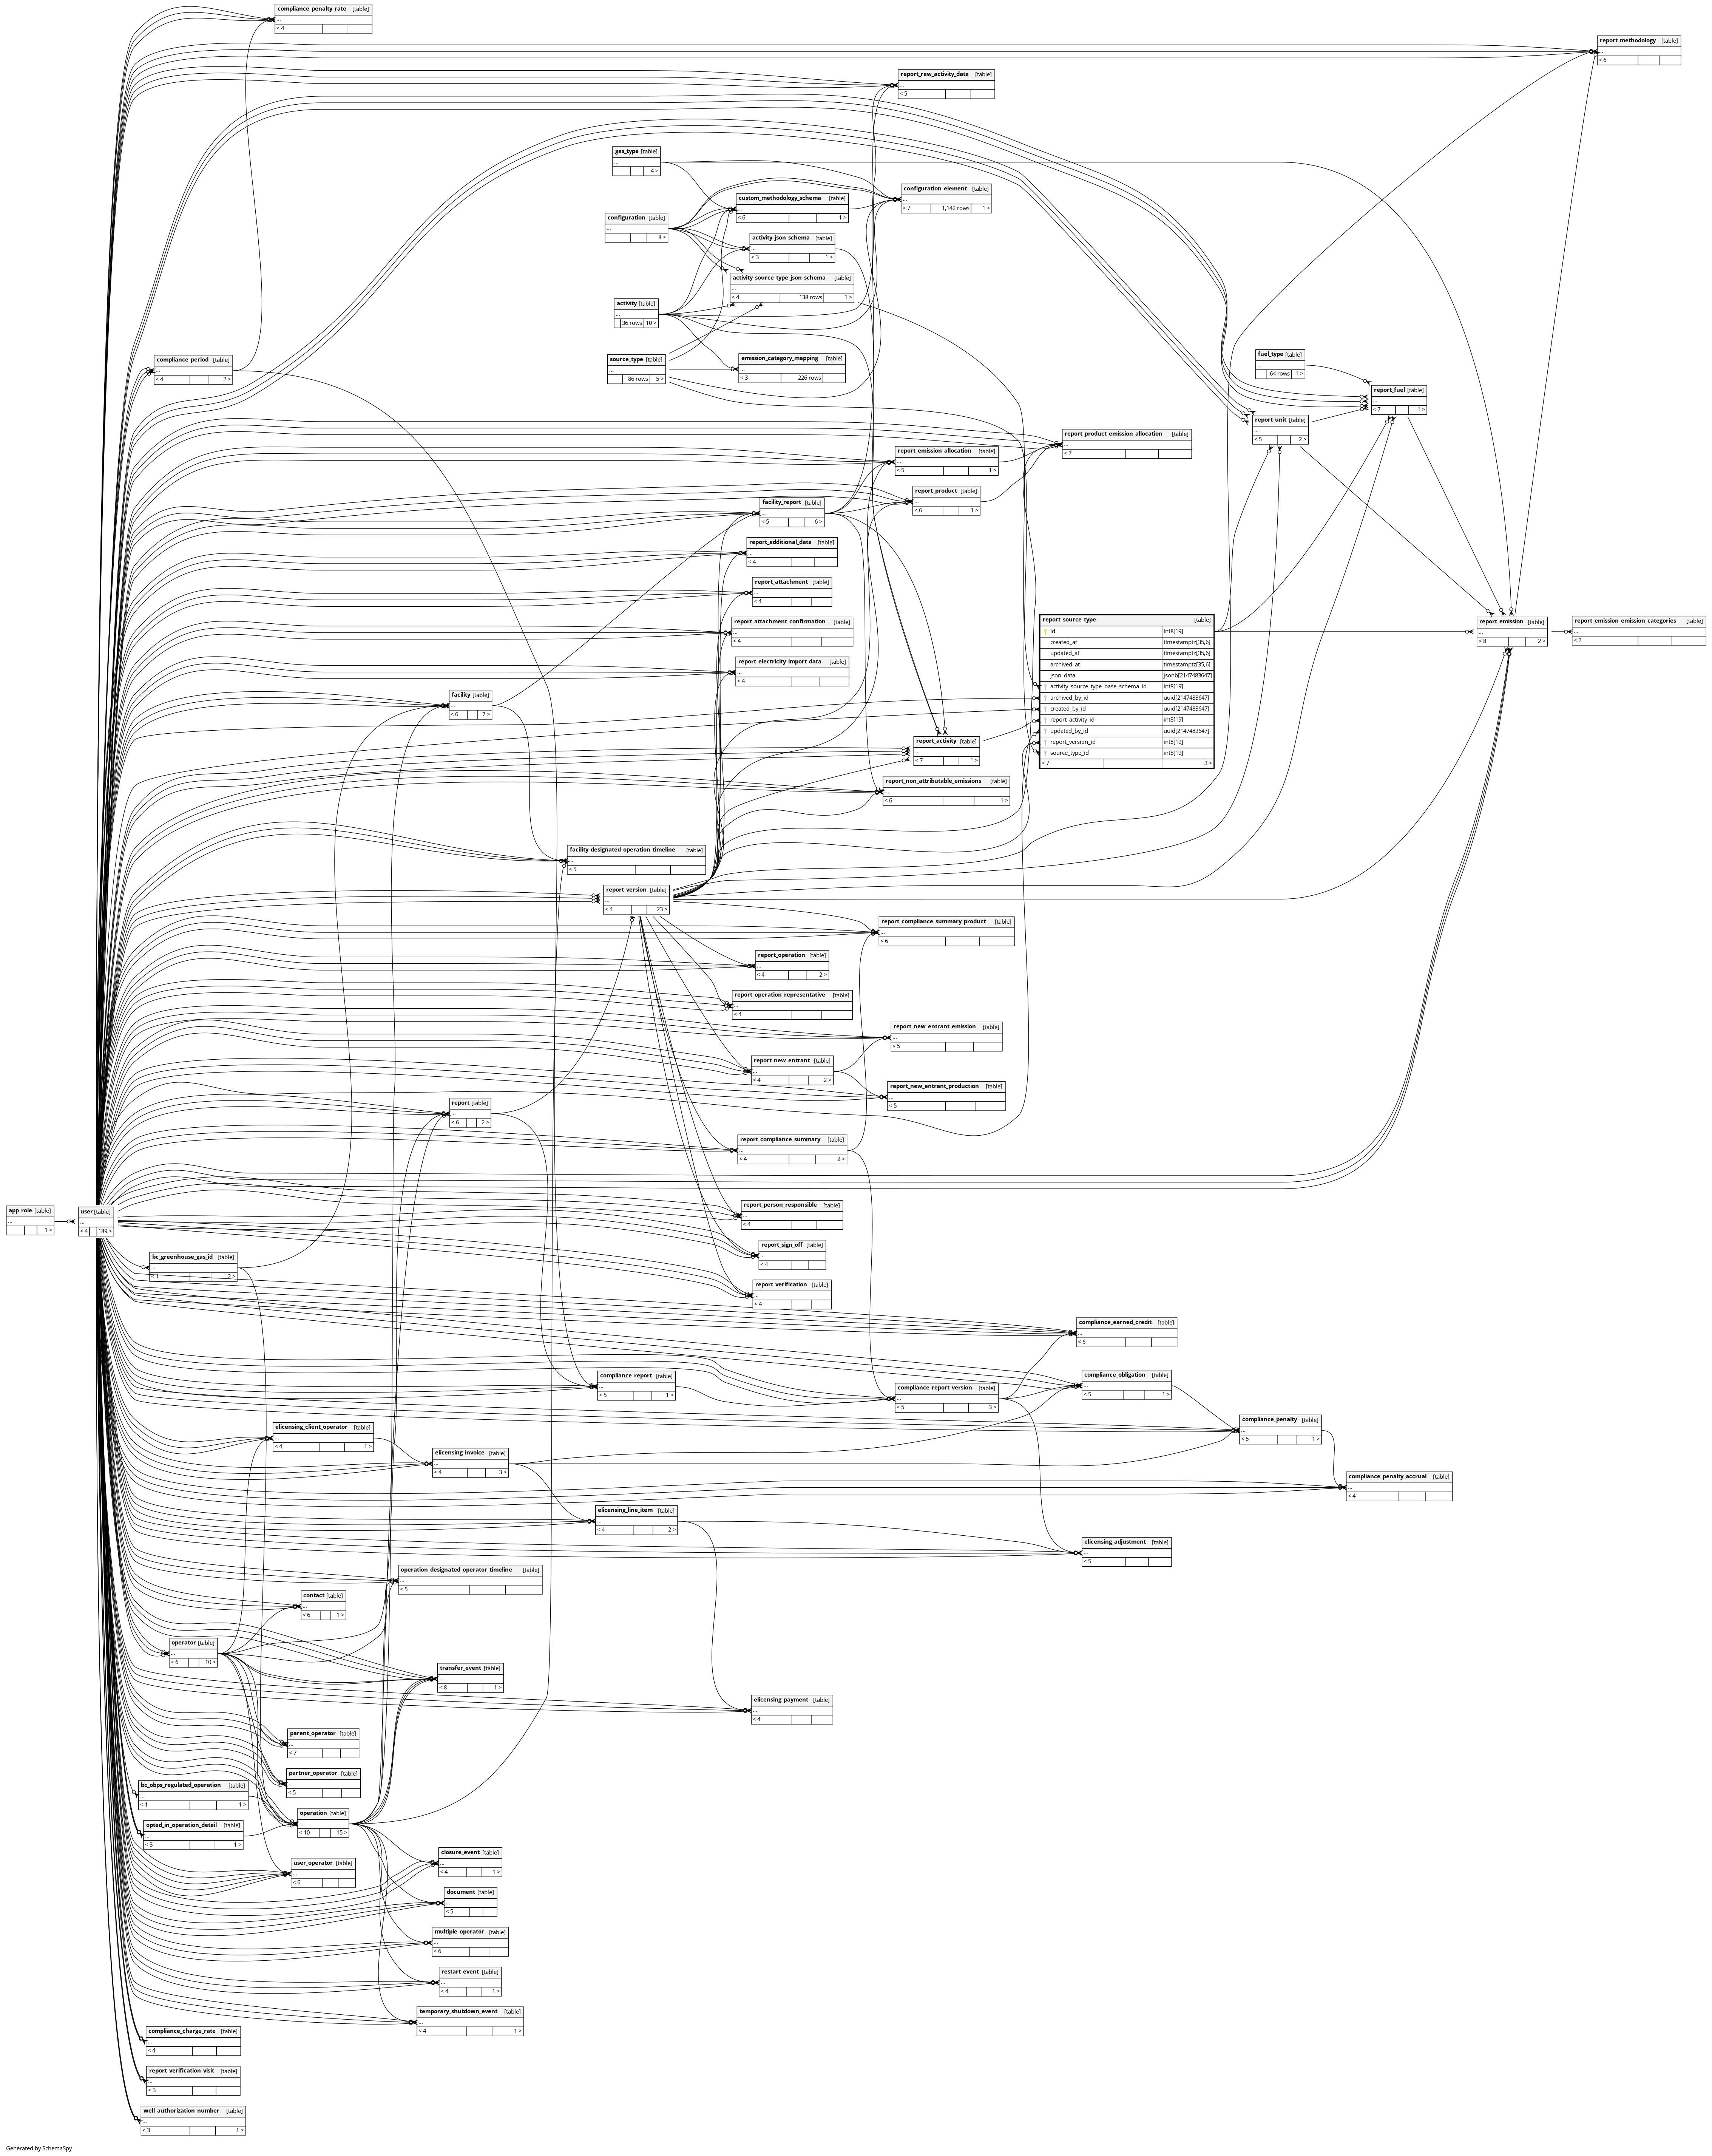 compliance_penalty_rate [table]
...
< 4
report_methodology [table]
...
< 6
report_raw_activity_data [table]
...
< 5
gas_type [table]
...
4 >
configuration_element [table]
...
< 7 1,142 rows 1 >
custom_methodology_schema [table]
...
< 6 1 >
configuration [table]
...
8 >
activity_json_schema [table]
...
< 3 1 >
activity_source_type_json_schema [table]
...
< 4 138 rows 1 >
activity [table]
...
36 rows 10 >
fuel_type [table]
...
64 rows 1 >
compliance_period [table]
...
< 4 2 >
source_type [table]
...
86 rows 5 >
emission_category_mapping [table]
...
< 3 226 rows
report_fuel [table]
...
< 7 1 >
report_unit [table]
...
< 5 2 >
report_product_emission_allocation [table]
...
< 7
report_emission_allocation [table]
...
< 5 1 >
report_product [table]
...
< 6 1 >
facility_report [table]
...
< 5 6 >
report_additional_data [table]
...
< 4
report_attachment [table]
...
< 4
report_attachment_confirmation [table]
...
< 4
report_source_type [table]
id int8[19]
created_at timestamptz[35,6]
updated_at timestamptz[35,6]
archived_at timestamptz[35,6]
json_data jsonb[2147483647]
activity_source_type_base_schema_id int8[19]
archived_by_id uuid[2147483647]
created_by_id uuid[2147483647]
report_activity_id int8[19]
updated_by_id uuid[2147483647]
report_version_id int8[19]
source_type_id int8[19]
< 7 3 >
report_emission [table]
...
< 8 2 >
report_emission_emission_categories [table]
...
< 2
report_electricity_import_data [table]
...
< 4
facility [table]
...
< 6 7 >
report_activity [table]
...
< 7 1 >
report_non_attributable_emissions [table]
...
< 6 1 >
facility_designated_operation_timeline [table]
...
< 5
report_version [table]
...
< 4 23 >
report_compliance_summary_product [table]
...
< 6
report_operation [table]
...
< 4 2 >
report_operation_representative [table]
...
< 4
report_new_entrant_emission [table]
...
< 5
report_new_entrant [table]
...
< 4 2 >
report_new_entrant_production [table]
...
< 5
report [table]
...
< 6 2 >
report_compliance_summary [table]
...
< 4 2 >
app_role [table]
...
1 >
user [table]
...
< 4 189 >
report_person_responsible [table]
...
< 4
report_sign_off [table]
...
< 4
bc_greenhouse_gas_id [table]
...
< 1 2 >
report_verification [table]
...
< 4
compliance_earned_credit [table]
...
< 6
compliance_report [table]
...
< 5 1 >
compliance_obligation [table]
...
< 5 1 >
compliance_report_version [table]
...
< 5 3 >
compliance_penalty [table]
...
< 5 1 >
elicensing_client_operator [table]
...
< 4 1 >
elicensing_invoice [table]
...
< 4 3 >
compliance_penalty_accrual [table]
...
< 4
elicensing_line_item [table]
...
< 4 2 >
elicensing_adjustment [table]
...
< 5
operation_designated_operator_timeline [table]
...
< 5
contact [table]
...
< 6 1 >
operator [table]
...
< 6 10 >
transfer_event [table]
...
< 8 1 >
elicensing_payment [table]
...
< 4
parent_operator [table]
...
< 7
partner_operator [table]
...
< 5
bc_obps_regulated_operation [table]
...
< 1 1 >
operation [table]
...
< 10 15 >
opted_in_operation_detail [table]
...
< 3 1 >
closure_event [table]
...
< 4 1 >
user_operator [table]
...
< 6
document [table]
...
< 5
multiple_operator [table]
...
< 6
restart_event [table]
...
< 4 1 >
temporary_shutdown_event [table]
...
< 4 1 >
compliance_charge_rate [table]
...
< 4
report_verification_visit [table]
...
< 3
well_authorization_number [table]
...
< 3 1 >
Generated by SchemaSpy